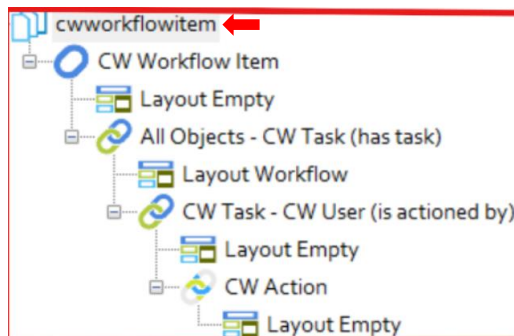 cwworkflowitem
CW Workflow Item
Layout Empty
All Objects - CW Task (has task)
Layout Workflow
CW Task - CW User (is actioned by)
Layout Empty
CW Action
Layout Empty